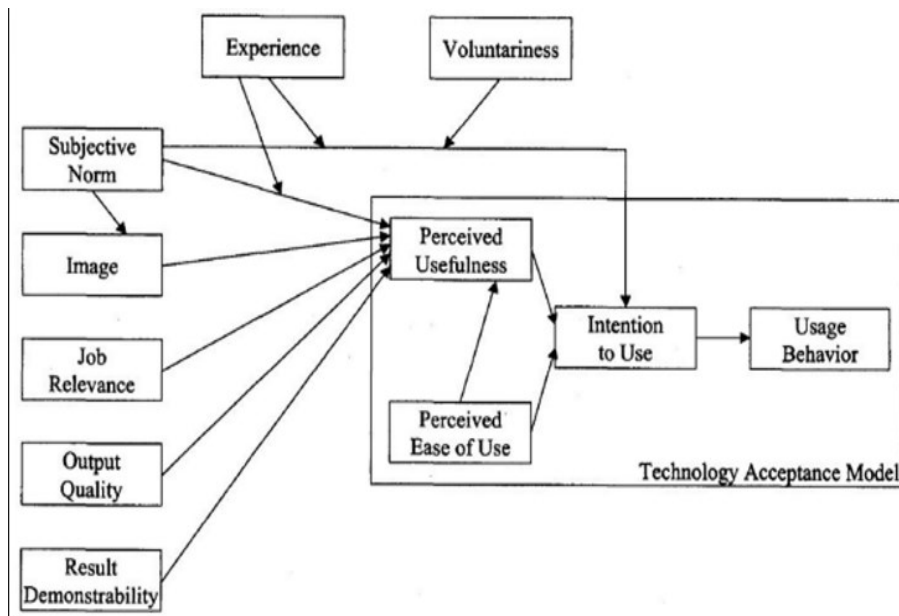 Experience
Voluntariness
Subjective
Norm
Image
Job
Relevance
Output
Quality
Result
Demonstrability
Perceived
Usefulness
Perceived
Ease of Use
Intention
to Use
Usage
Behavior
Technology Acceptance Model